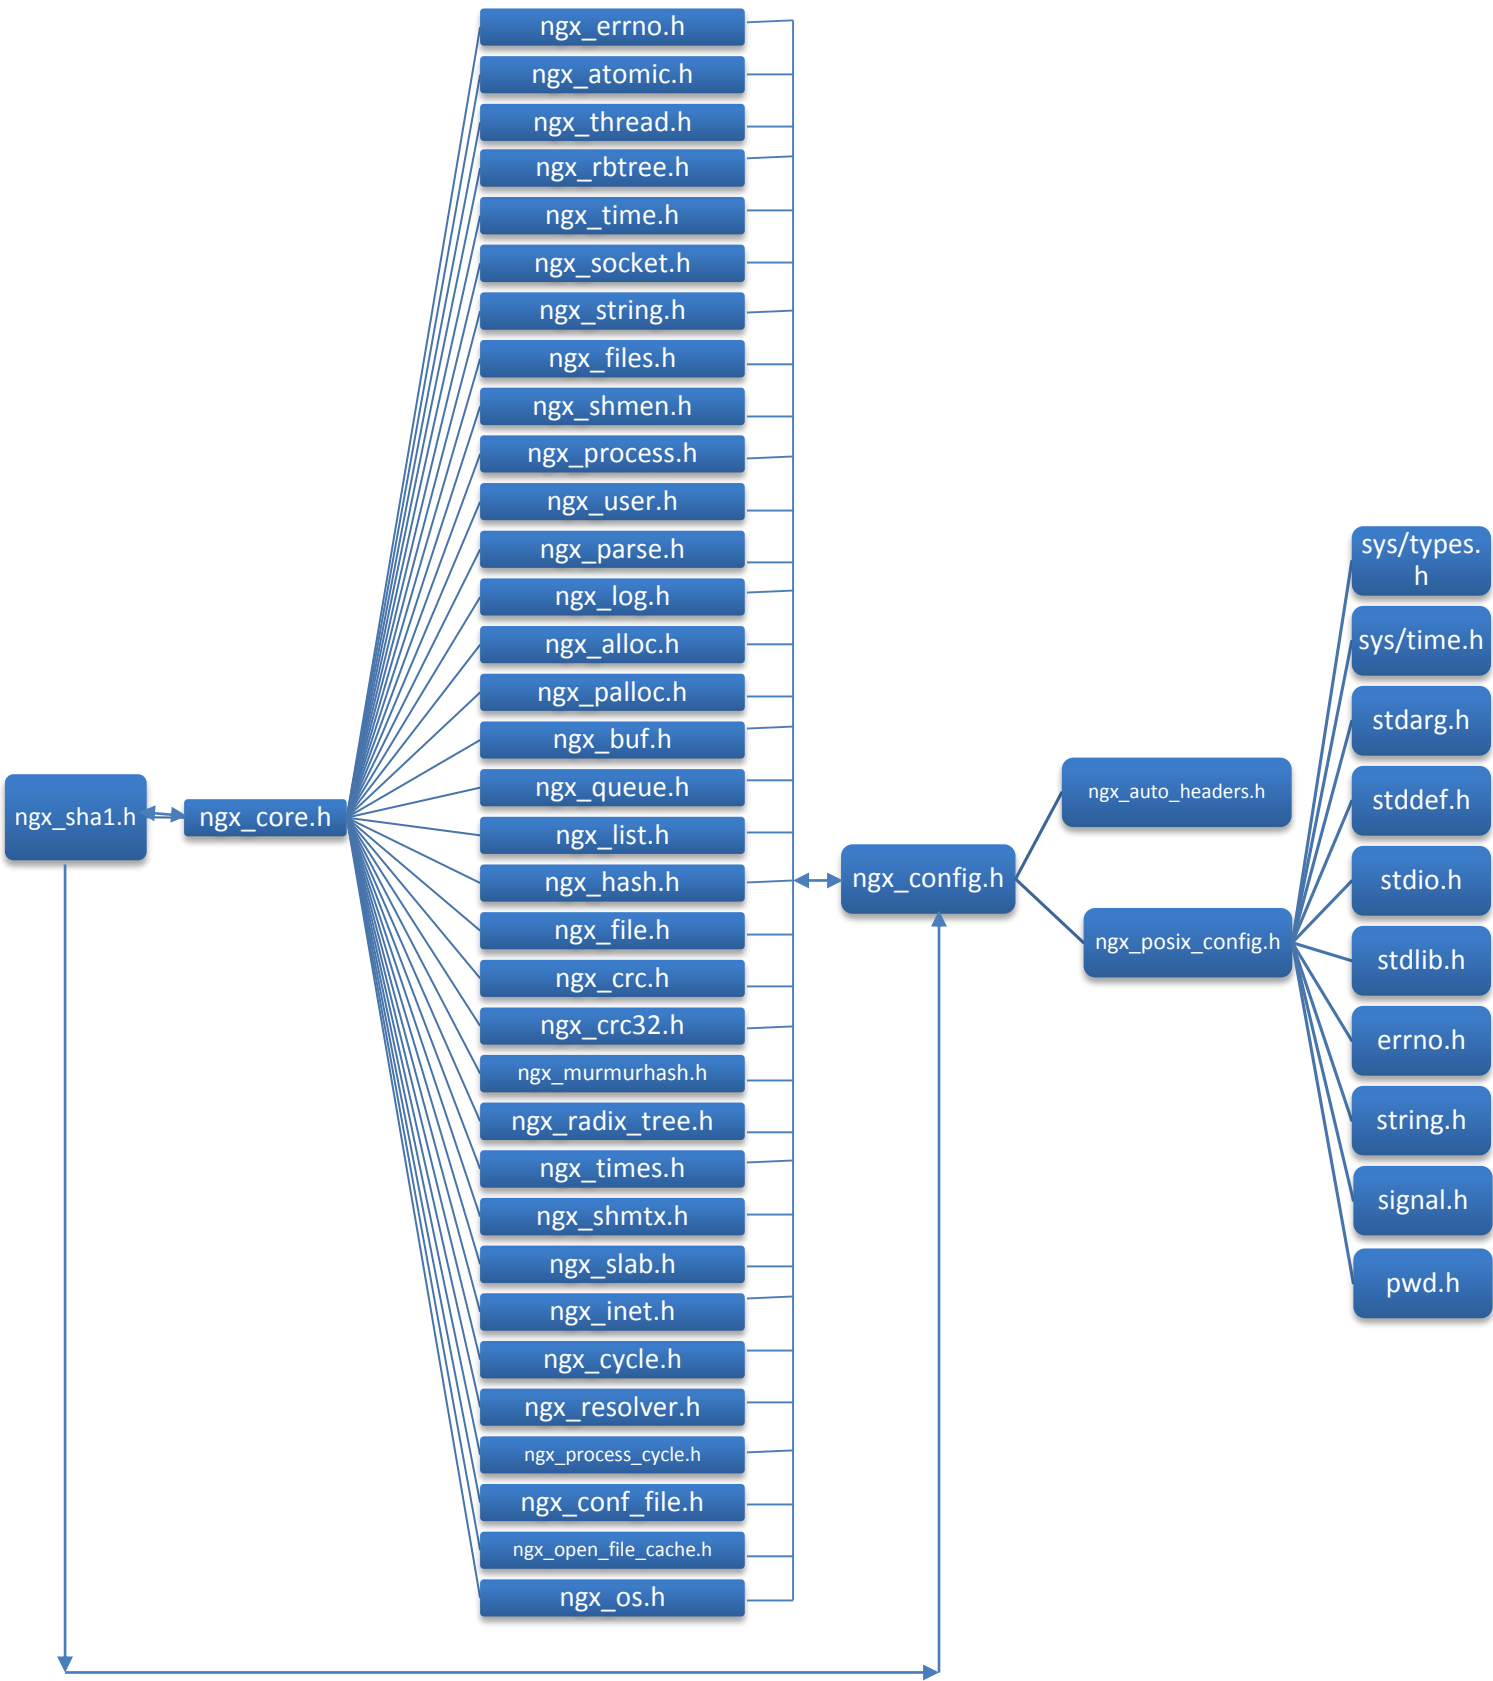 ngx_sha1.h
ngx_core.h
ngx_errno.h
ngx_atomic.h
ngx_thread.h
ngx_rbtree.h
ngx_time.h
ngx_socket.h
ngx_string.h
ngx_files.h
ngx_shmen.h
ngx_process.h
ngx_user.h
ngx_parse.h
ngx_log.h
ngx_alloc.h
ngx_palloc.h
ngx_buf.h
ngx_queue.h
ngx_list.h
ngx_hash.h
ngx_file.h
ngx_crc.h
ngx_crc32.h
ngx_murmurhash.h
ngx_radix_tree.h
ngx_times.h
ngx_shmtx.h
ngx_slab.h
ngx_inet.h
ngx_cycle.h
ngx_resolver.h
ngx_process_cycle.h
ngx_conf_file.h
ngx_open_file_cache.h
ngx_os.h
ngx_config.h
ngx_auto_headers.h
ngx_posix_config.h
sys/types.
h
sys/time.h
stdarg.h
stddef.h
stdio.h
stdlib.h
errno.h
string.h
signal.h
pwd.h